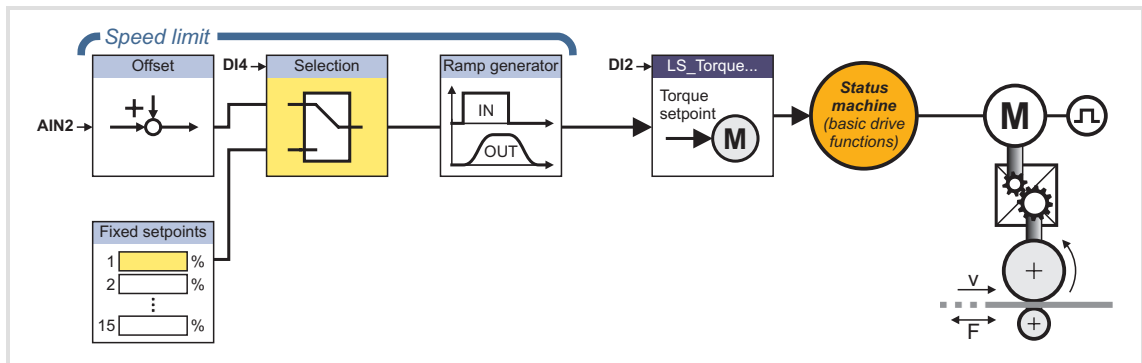 Speed limit
Offset
+
AIN2
DI4
Selection
Ramp generator
IN
OUT
DI2
LS_Torque...
Torque
setpoint
M
Status
machine
(basic drive
functions)
M
Fixed setpoints
1 %
2 %
15 %
+
v
F
+